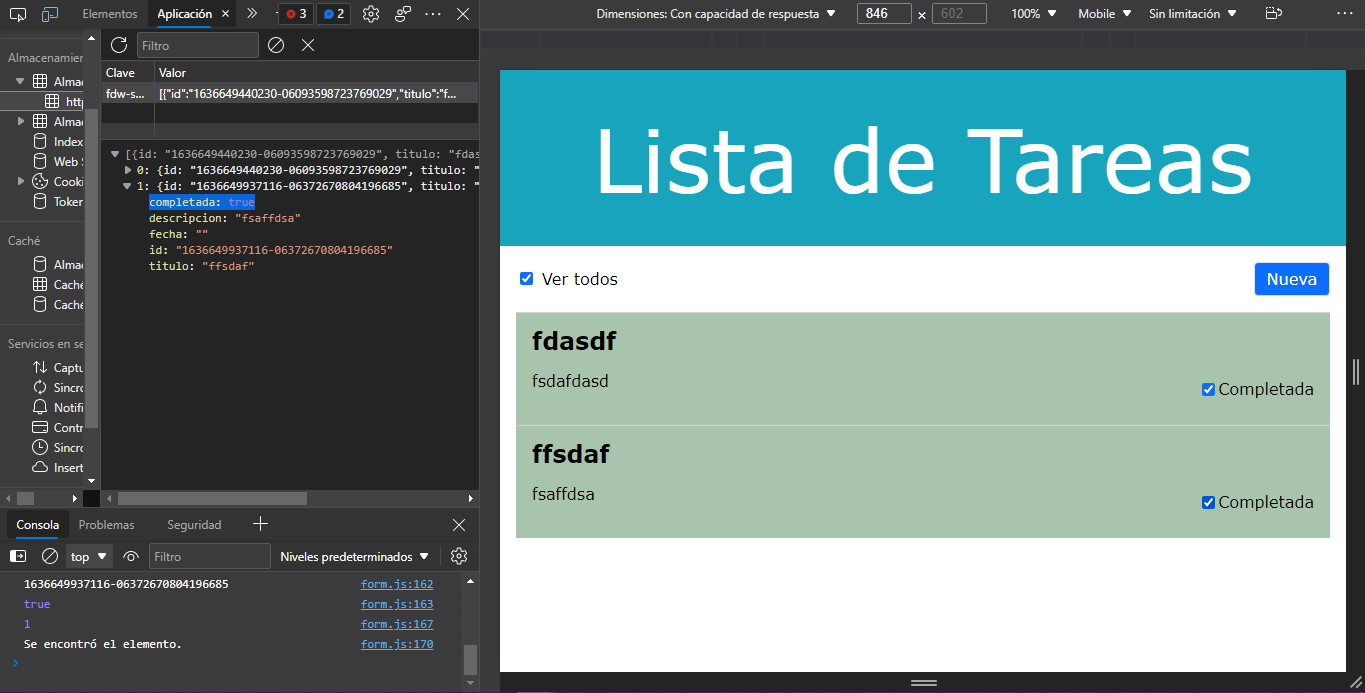 Elementos Aplicación × 3 2
Dimensiones: Con capacidad de respuesta ▼ 846 × 602 100% ▼ Mobile ▼ Sin limitación ▼
Filtro
Almacenamier
Clave Valor
Almac
fdw-s... [{"id":"1636649440230-06093598723769029","titulo":"f...
http
Almac
Index
Web S
Cooki
Token
[{id: "1636649440230-06093598723769029", titulo: "fdas
0: {id: "1636649440230-06093598723769029", titulo: "
1: {id: "1636649937116-06372670804196685", titulo: "
completada: true
descripcion: "fsaffdsa"
fecha: ""
id: "1636649937116-06372670804196685"
titulo: "ffsdaf"
Caché
Almac
Caché
Caché
Servicios en se
Captu
Sincro
Notifi
Contr
Sincro
Insert
Consola Problemas Seguridad
top ▼ Filtro Niveles predeterminados ▼
1636649937116-06372670804196685 form.js:162
true form.js:163
1 form.js:167
Se encontró el elemento. form.js:170
Lista de Tareas
Ver todos Nueva
fdasdf
fsdafdasd
Completada
ffsdaf
fsaffdsa
Completada